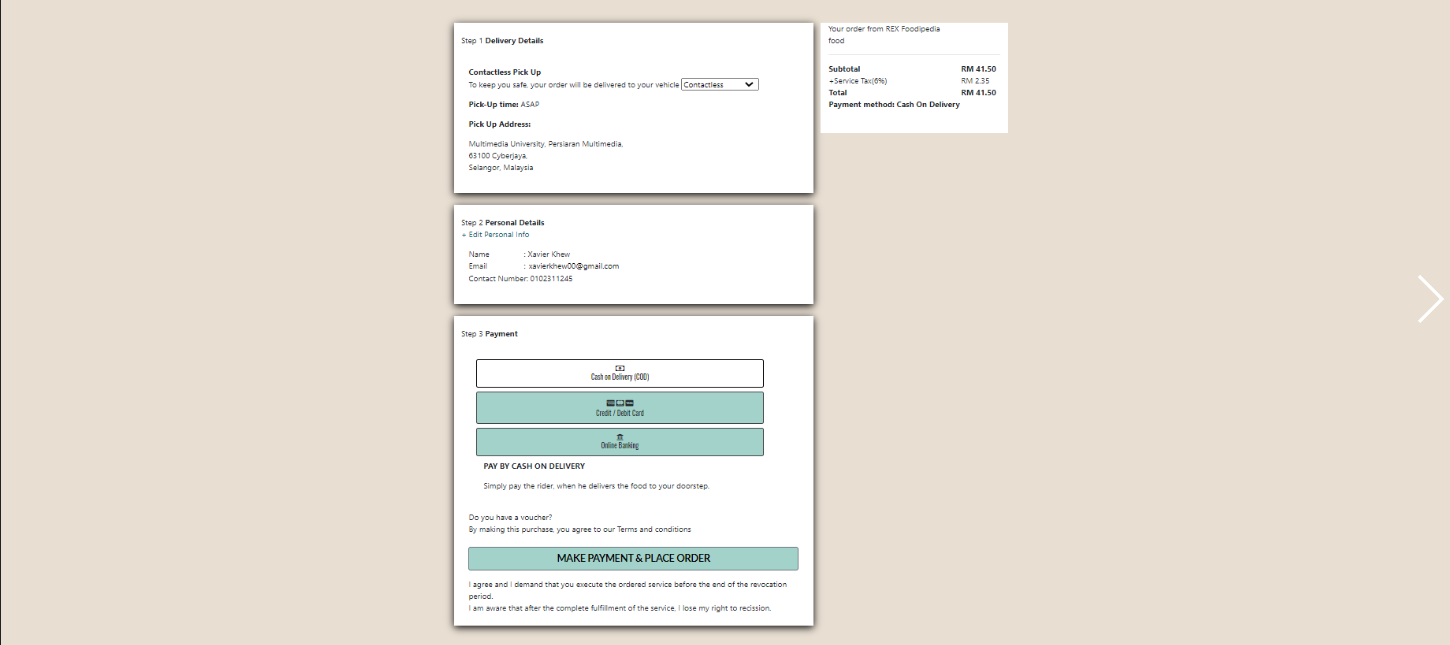 Step 1 Delivery Details
Contactless Pick Up
To keep you safe, your order will be delivered to your vehicle Contactless
Pick-Up time: ASAP
Pick Up Address:
Multimedia University, Persiaran Multimedia,
63100 Cyberjaya,
Selangor, Malaysia
Step 2 Personal Details
+ Edit Personal Info
Name : Xavier Khew
Email : xavierkhew00@gmail.com
Contact Number: 0102311245
Step 3 Payment
Cash on Delivery (COD)
Credit / Debit Card
Online Banking
PAY BY CASH ON DELIVERY
Simply pay the rider, when he delivers the food to your doorstep.
Do you have a voucher?
By making this purchase, you agree to our Terms and conditions
MAKE PAYMENT & PLACE ORDER
I agree and I demand that you execute the ordered service before the end of the revocation
period.
I am aware that after the complete fulfillment of the service, I lose my right to recission.
Your order from REX Foodipedia
food
Subtotal RM 41.50
+Service Tax(6%) RM 2.35
Total RM 41.50
Payment method: Cash On Delivery